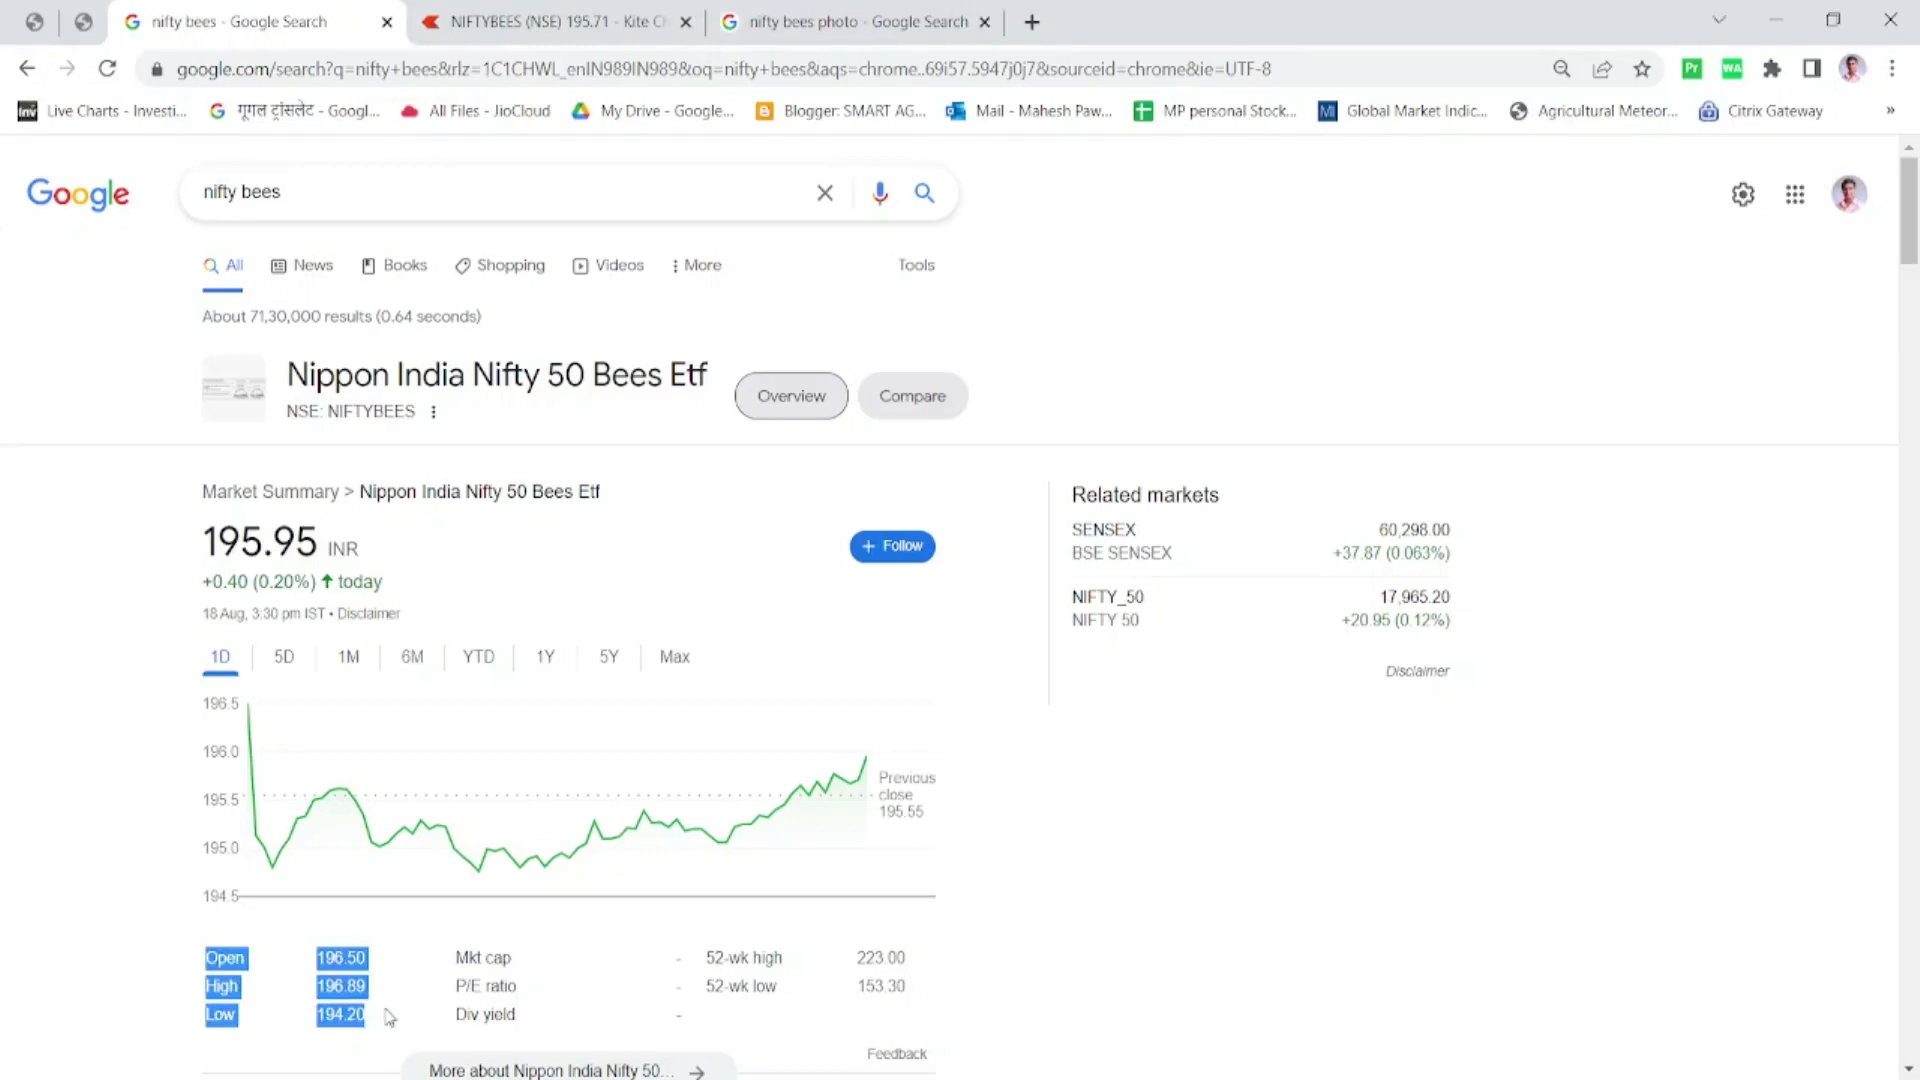 nifty bees - Google Search
NIFTYBEES (NSE) 195.71 - Kite Ch
nifty bees photo - Google Search
google.com/search?q=nifty+bees&rlz=1C1CHWL_enIN989IN989&oq=nifty+bees&aqs=chrome..69i57.5947j0j7&sourceid=chrome&ie=UTF-8
Pr
WA
inv
Live Charts - Investi...
गूगल ट्रांसलेट - Googl...
All Files - JioCloud
My Drive - Google...
Blogger: SMART AG...
Mail - Mahesh Paw...
MP personal Stock...
MI
Global Market Indic...
Agricultural Meteor...
Citrix Gateway
»
Google
nifty bees
All
News
Books
Shopping
Videos
More
Tools
About 71,30,000 results (0.64 seconds)
Nippon India Nifty 50 Bees Etf
NSE: NIFTYBEES
Overview
Compare
Market Summary > Nippon India Nifty 50 Bees Etf
195.95 INR
+ Follow
+0.40 (0.20%) ↑ today
18 Aug, 3:30 pm IST • Disclaimer
1D
5D
1M
6M
YTD
1Y
5Y
Max
196.5
196.0
195.5
195.0
194.5
Previous
close
195.55
Open 196.50 Mkt cap - 52-wk high 223.00
High 196.89 P/E ratio - 52-wk low 153.30
Low 194.20 Div yield -
Feedback
More about Nippon India Nifty 50... →
Related markets
SENSEX 60,298.00
BSE SENSEX +37.87 (0.063%)
NIFTY_50 17,965.20
NIFTY 50 +20.95 (0.12%)
Disclaimer